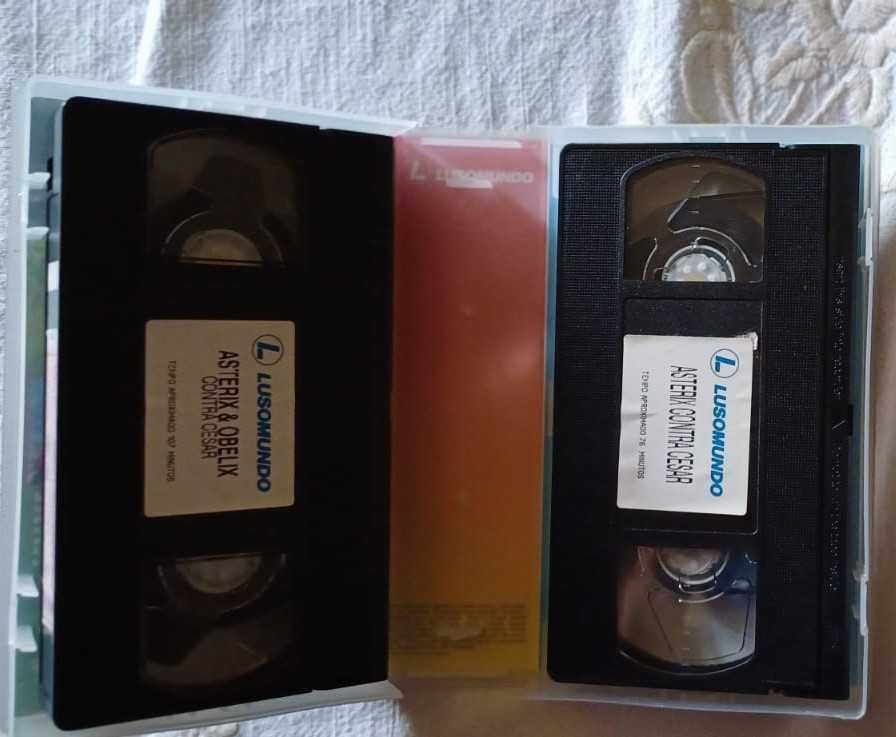 LUSOMUNDO
ASTERIX & OBELIX
CONTRA CESAR
TEMPO APROXIMADO 107 MINUTOS
L LUSOMUNDO
LUSOMUNDO
ASTERIX CONTRA CESAR
TEMPO APROXIMADO 76 MINUTOS